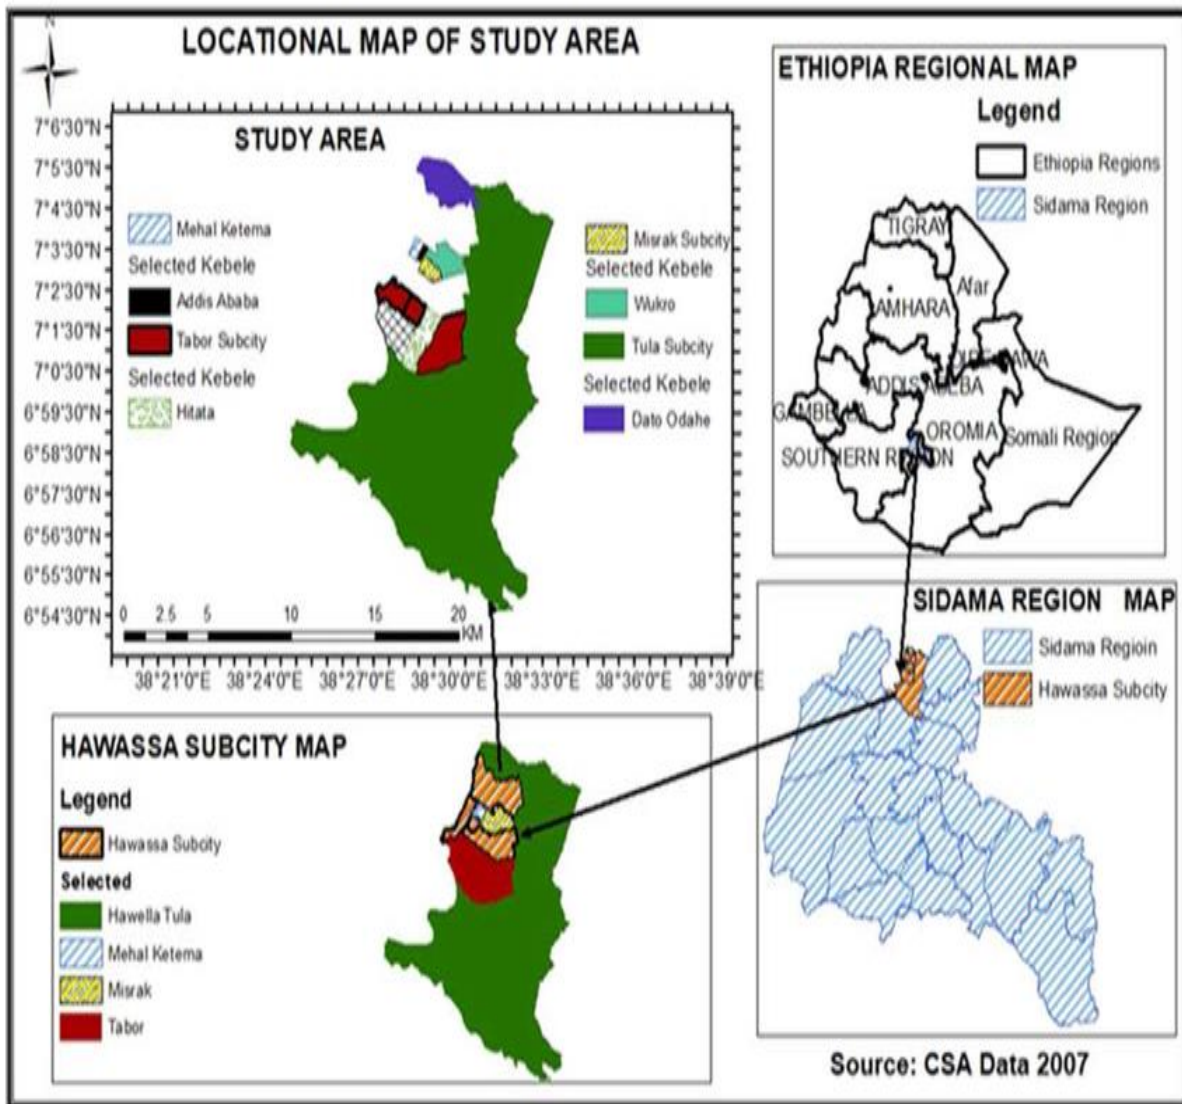 N
LOCATIONAL MAP OF STUDY AREA
STUDY AREA
7°6'30"N
7°5'30"N
7°4'30"N
7°3'30"N
7°2'30"N
7°1'30"N
7°0'30"N
6°59'30"N
6°58'30"N
6°57'30"N
6°56'30"N
6°55'30"N
6°54'30"N
Mehal Ketema
Selected Kebele
Addis Ababa
Tabor Subcity
Selected Kebele
Hitata
Misrak Subcity
Selected Kebele
Wukro
Tula Subcity
Selected Kebele
Dato Odahe
0 2.5 5 10 15 20
KM
38°21'0"E 38°24'0"E 38°27'0"E 38°30'0"E 38°33'0"E 38°36'0"E 38°39'0"E
ETHIOPIA REGIONAL MAP
Legend
Ethiopia Regions
Sidama Region
TIGRAY
Afar
AMHARA
ADDIS ABEBA
OROMIA
Somali Region
SOUTHERN REGION
HAWASSA SUBCITY MAP
Legend
Hawassa Subcity
Selected
Hawella Tula
Mehal Ketema
Misrak
Tabor
SIDAMA REGION MAP
Sidama Regioin
Hawassa Subcity
Source: CSA Data 2007